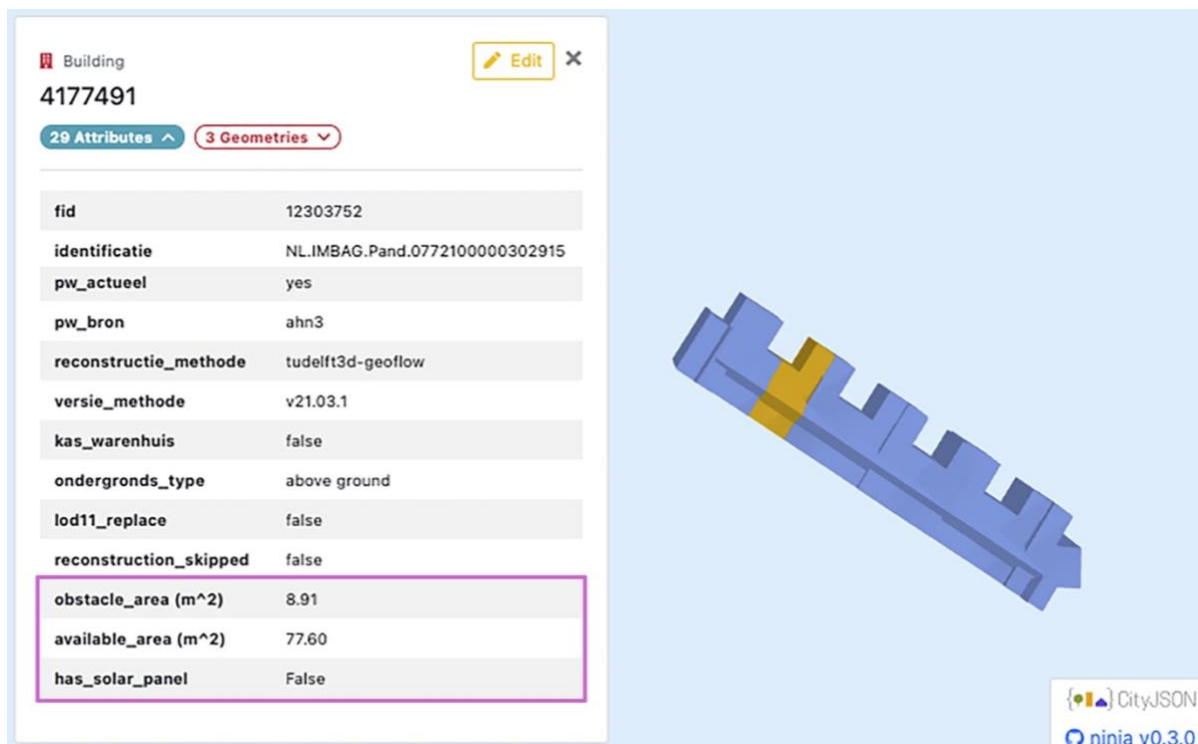 Building
Edit
4177491
29 Attributes
3 Geometries
fid 12303752
identificatie NL.IMBAG.Pand.0772100000302915
pw_actueel yes
pw_bron ahn3
reconstructie_methode tudelft3d-geoflow
versie_methode v21.03.1
kas_warenhuis false
ondergronds_type above ground
lod11_replace false
reconstruction_skipped false
obstacle_area (m^2) 8.91
available_area (m^2) 77.60
has_solar_panel False
CityJSON
ninja v0.3.0